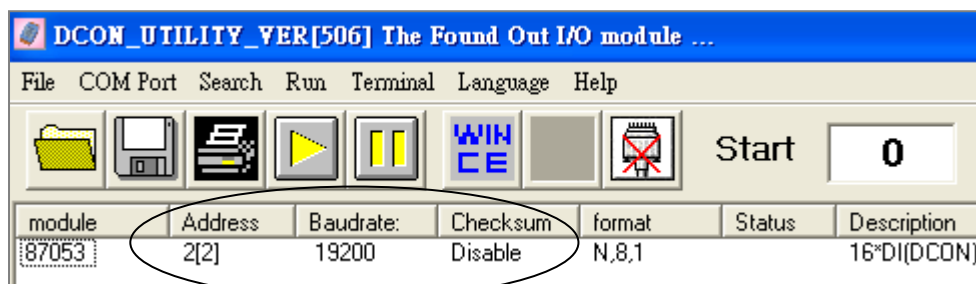 DCON_UTILITY_VER[506] The Found Out I/O module ...
File COM Port Search Run Terminal Language Help
WIN CE Start 0
module Address Baudrate: Checksum format Status Description
87053 2[2] 19200 Disable N,8,1 16*DI(DCON)